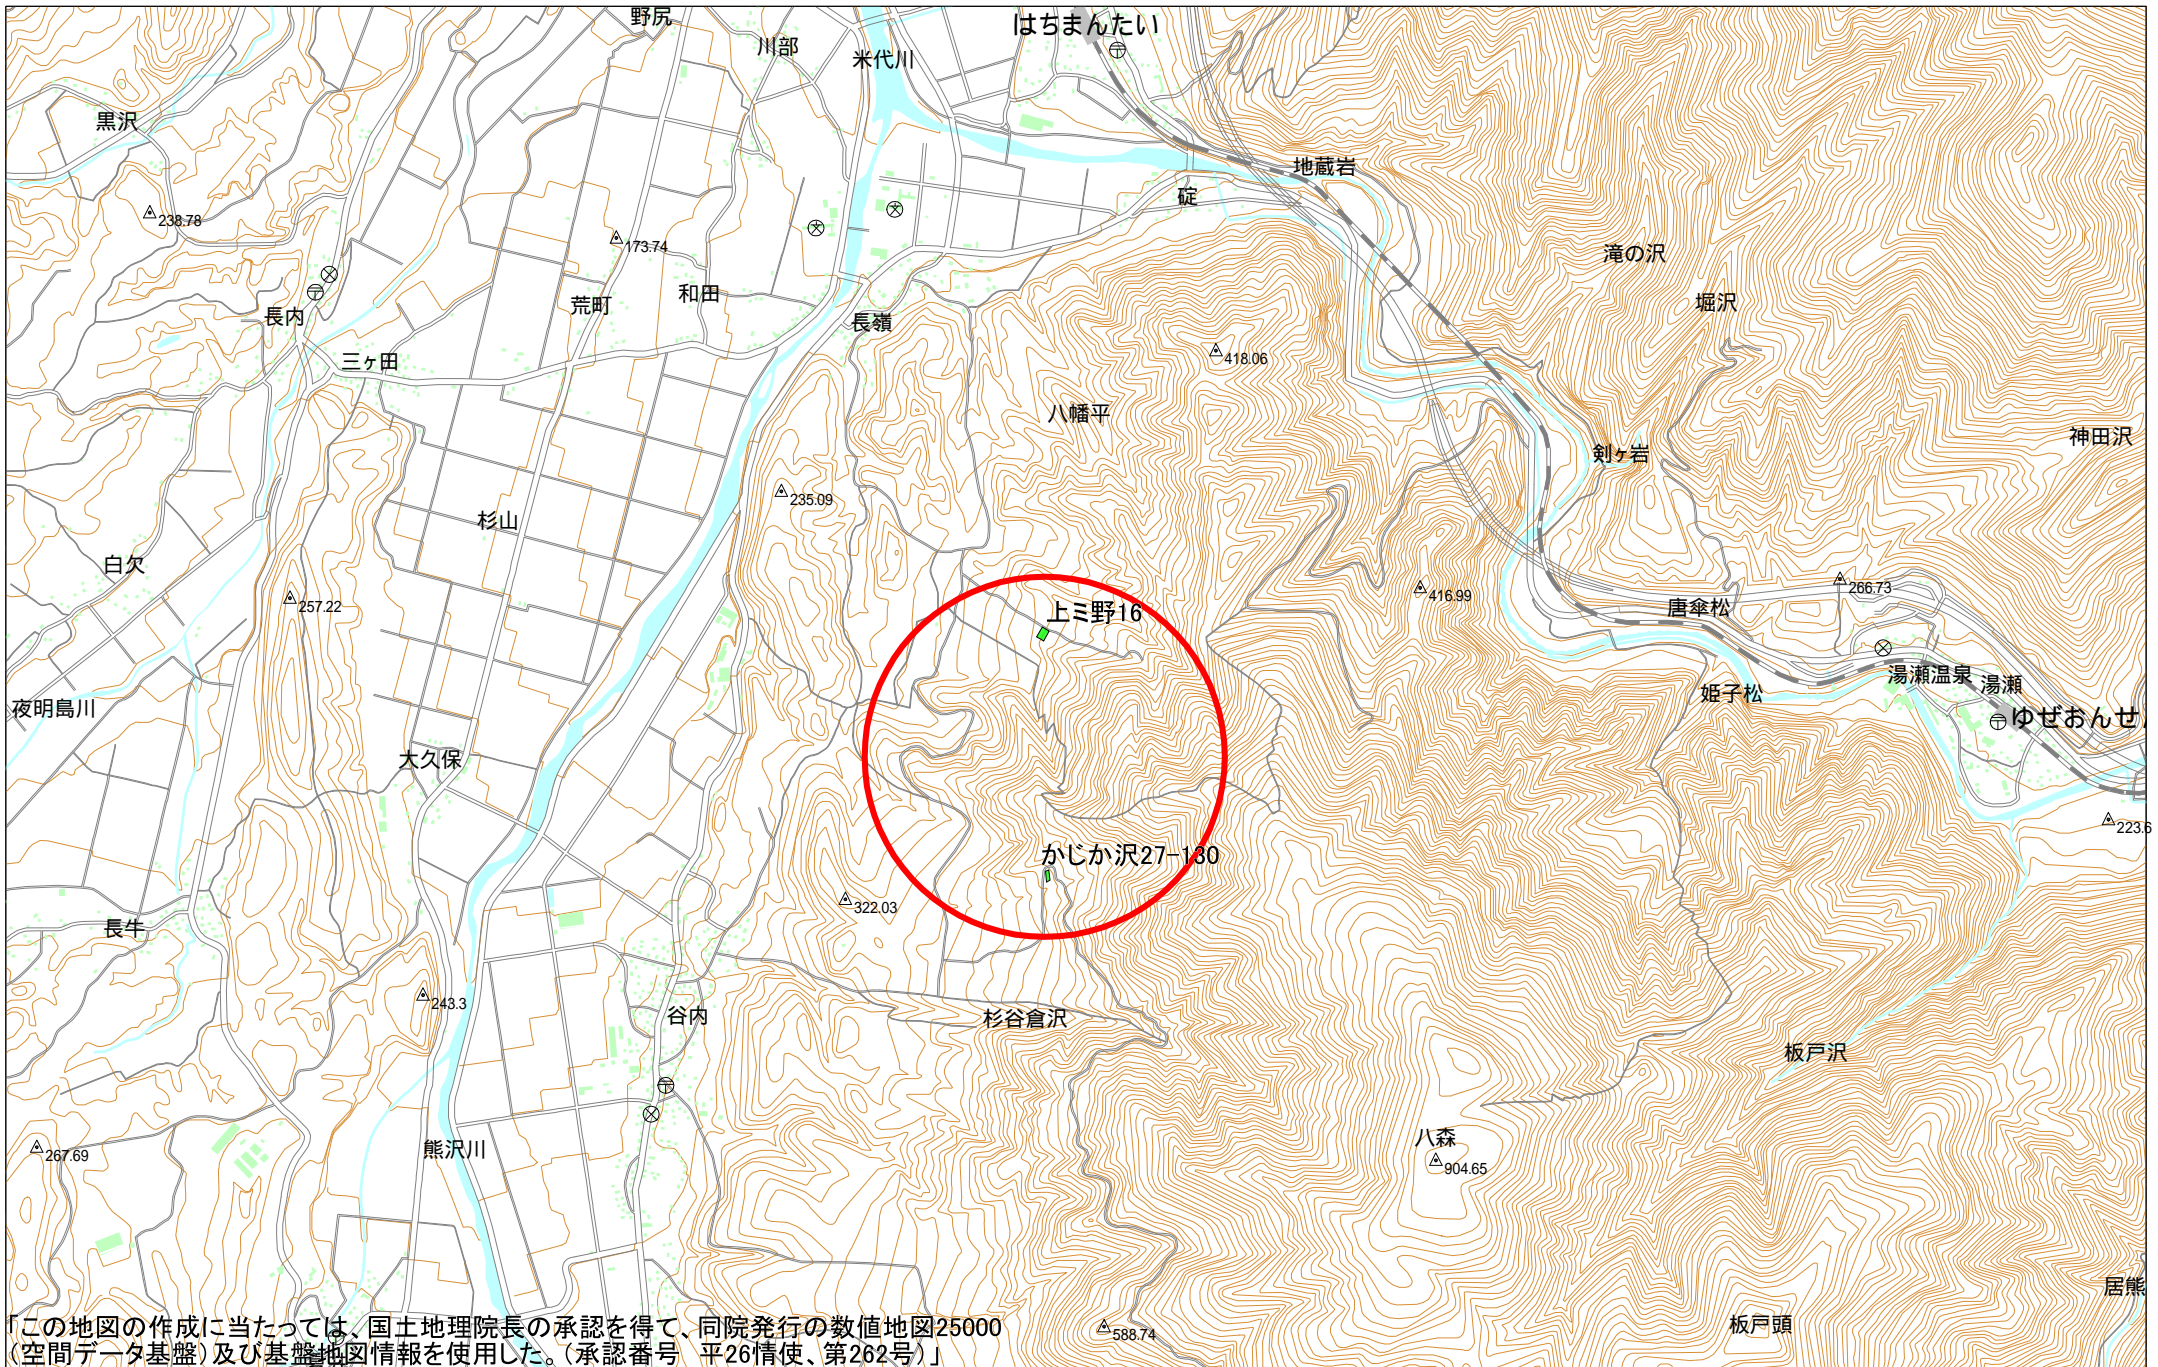 野尻
はちまんたい
川部
米代川
黒沢
地蔵岩
碇
238.78
173.74
滝の沢
長内
荒町
和田
堀沢
長嶺
三ヶ田
418.06
八幡平
神田沢
剣ヶ岩
235.09
杉山
白欠
257.22
416.99
266.73
上ミ野16
唐傘松
湯瀬温泉
湯瀬
姫子松
夜明島川
ゆぜおんせ
大久保
223.6
かじか沢27-130
322.03
長牛
243.3
谷内
杉谷倉沢
板戸沢
八森
熊沢川
267.69
904.65
居熊
588.74
板戸頭
「この地図の作成に当たっては、国土地理院長の承認を得て、同院発行の数値地図25000
(空間データ基盤)及び基盤地図情報を使用した。(承認番号 平26情使、第262号)」